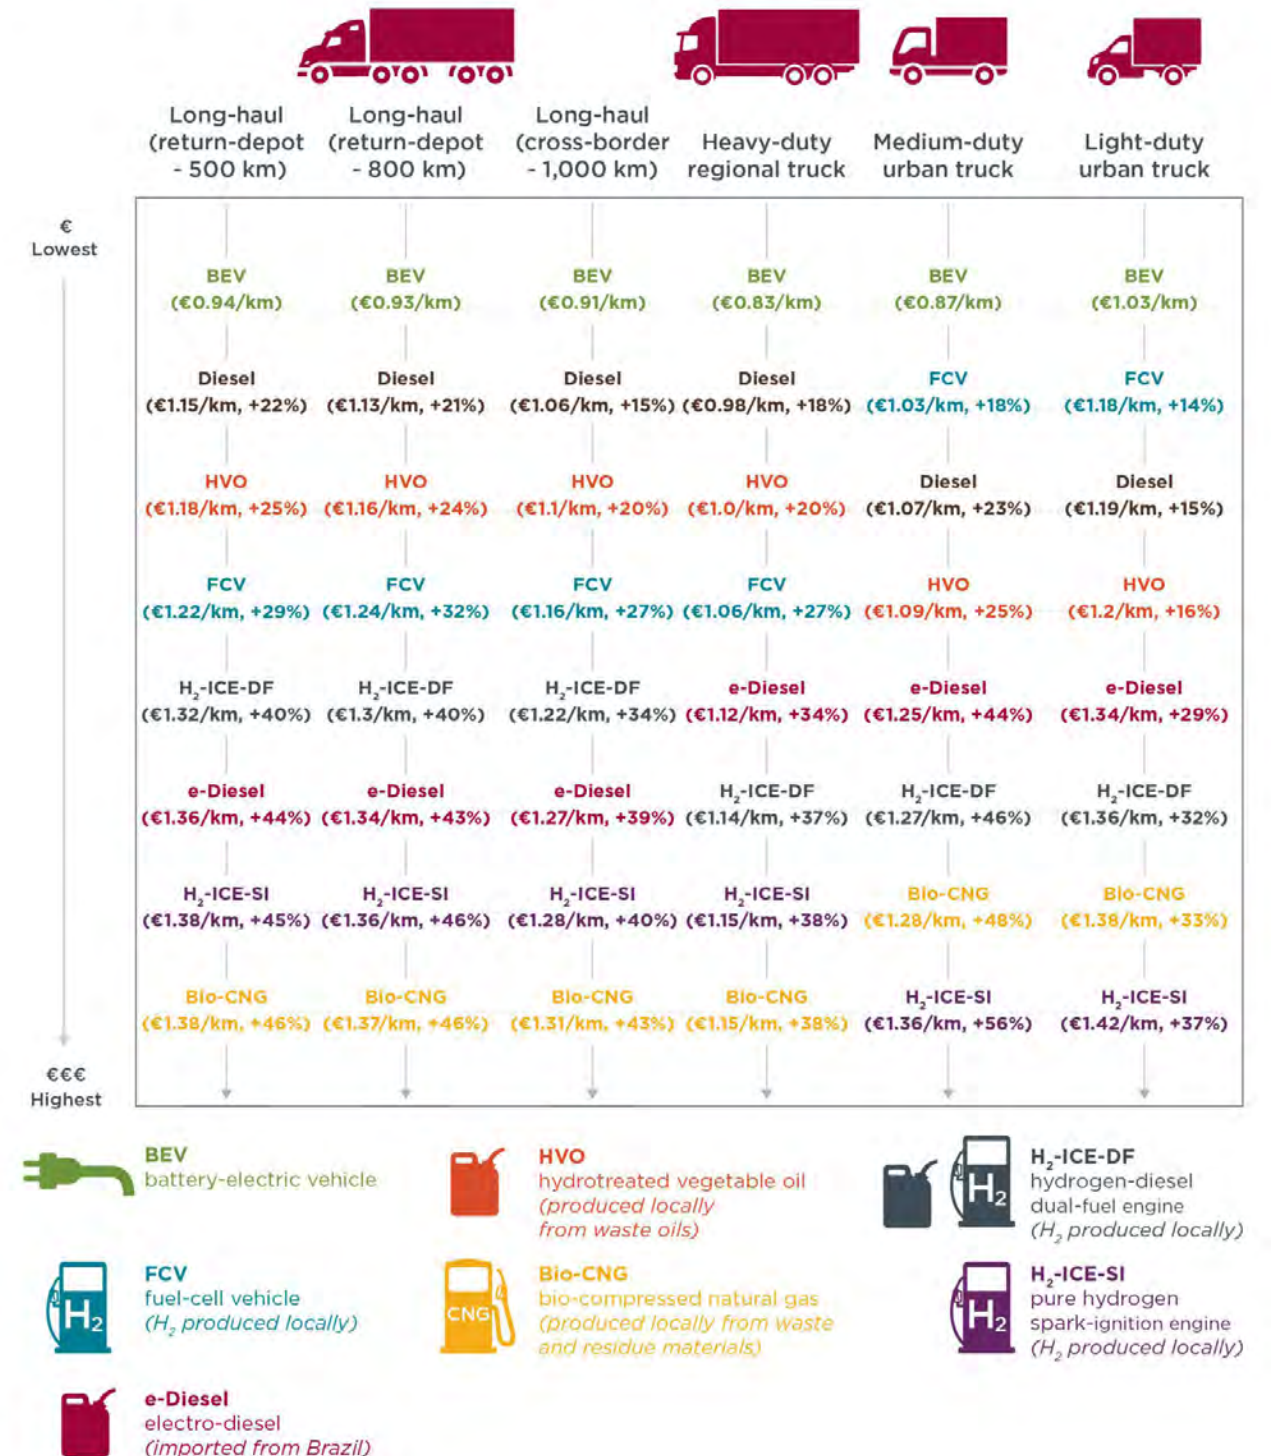 Long-haul
(return-depot
- 500 km)
Long-haul
(return-depot
- 800 km)
Long-haul
(cross-border
- 1,000 km)
Heavy-duty
regional truck
Medium-duty
urban truck
Light-duty
urban truck
€
Lowest
BEV BEV BEV BEV BEV BEV
(€0.94/km) (€0.93/km) (€0.91/km) (€0.83/km) (€0.87/km) (€1.03/km)
Diesel Diesel Diesel Diesel FCV FCV
(€1.15/km, +22%) (€1.13/km, +21%) (€1.06/km, +15%) (€0.98/km, +18%) (€1.03/km, +18%) (€1.18/km, +14%)
HVO HVO HVO HVO Diesel Diesel
(€1.18/km, +25%) (€1.16/km, +24%) (€1.1/km, +20%) (€1.0/km, +20%) (€1.07/km, +23%) (€1.19/km, +15%)
FCV FCV FCV FCV HVO HVO
(€1.22/km, +29%) (€1.24/km, +32%) (€1.16/km, +27%) (€1.06/km, +27%) (€1.09/km, +25%) (€1.2/km, +16%)
H₂-ICE-DF H₂-ICE-DF H₂-ICE-DF e-Diesel e-Diesel e-Diesel
(€1.32/km, +40%) (€1.3/km, +40%) (€1.22/km, +34%) (€1.12/km, +34%) (€1.25/km, +44%) (€1.34/km, +29%)
e-Diesel e-Diesel e-Diesel H₂-ICE-DF H₂-ICE-DF H₂-ICE-DF
(€1.36/km, +44%) (€1.34/km, +43%) (€1.27/km, +39%) (€1.14/km, +37%) (€1.27/km, +46%) (€1.36/km, +32%)
H₂-ICE-SI H₂-ICE-SI H₂-ICE-SI H₂-ICE-SI Bio-CNG Bio-CNG
(€1.38/km, +45%) (€1.36/km, +46%) (€1.28/km, +40%) (€1.15/km, +38%) (€1.28/km, +48%) (€1.38/km, +33%)
Bio-CNG Bio-CNG Bio-CNG Bio-CNG H₂-ICE-SI H₂-ICE-SI
(€1.38/km, +46%) (€1.37/km, +46%) (€1.31/km, +43%) (€1.15/km, +38%) (€1.36/km, +56%) (€1.42/km, +37%)
€€€
Highest
BEV
battery-electric vehicle
HVO
hydrotreated vegetable oil
(produced locally
from waste oils)
H₂
H₂-ICE-DF
hydrogen-diesel
dual-fuel engine
(H₂ produced locally)
H₂
FCV
fuel-cell vehicle
(H₂ produced locally)
CNG
Bio-CNG
bio-compressed natural gas
(produced locally from waste
and residue materials)
H₂
H₂-ICE-SI
pure hydrogen
spark-ignition engine
(H₂ produced locally)
e-Diesel
electro-diesel
(imported from Brazil)